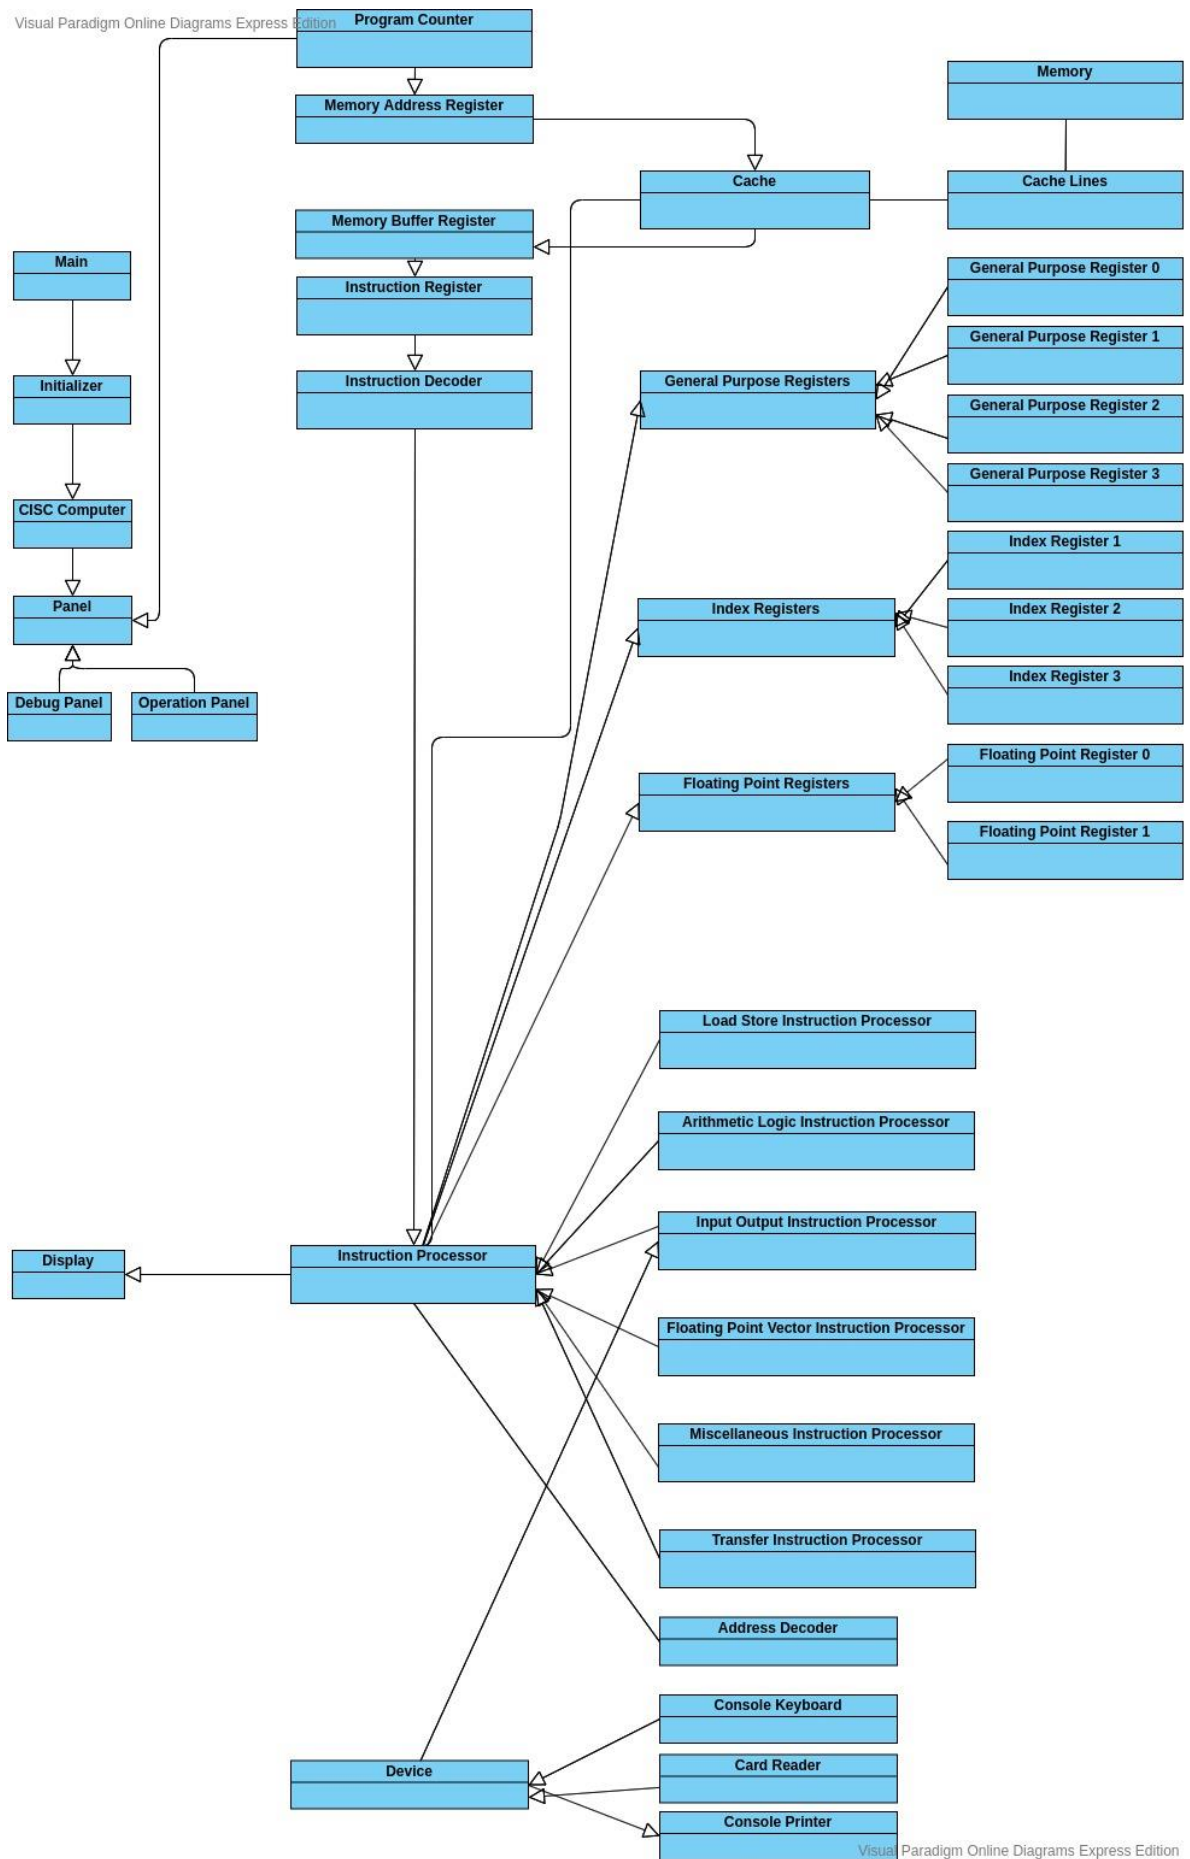 Visual Paradigm Online Diagrams Express Edition
Program Counter
Memory
Memory Address Register
Cache
Cache Lines
Memory Buffer Register
Main
General Purpose Register 0
Instruction Register
General Purpose Register 1
Initializer
Instruction Decoder
General Purpose Registers
General Purpose Register 2
General Purpose Register 3
CISC Computer
Index Register 1
Panel
Index Registers
Index Register 2
Index Register 3
Debug Panel
Operation Panel
Floating Point Register 0
Floating Point Registers
Floating Point Register 1
Load Store Instruction Processor
Arithmetic Logic Instruction Processor
Input Output Instruction Processor
Display
Instruction Processor
Floating Point Vector Instruction Processor
Miscellaneous Instruction Processor
Transfer Instruction Processor
Address Decoder
Console Keyboard
Device
Card Reader
Console Printer
Visual Paradigm Online Diagrams Express Edition